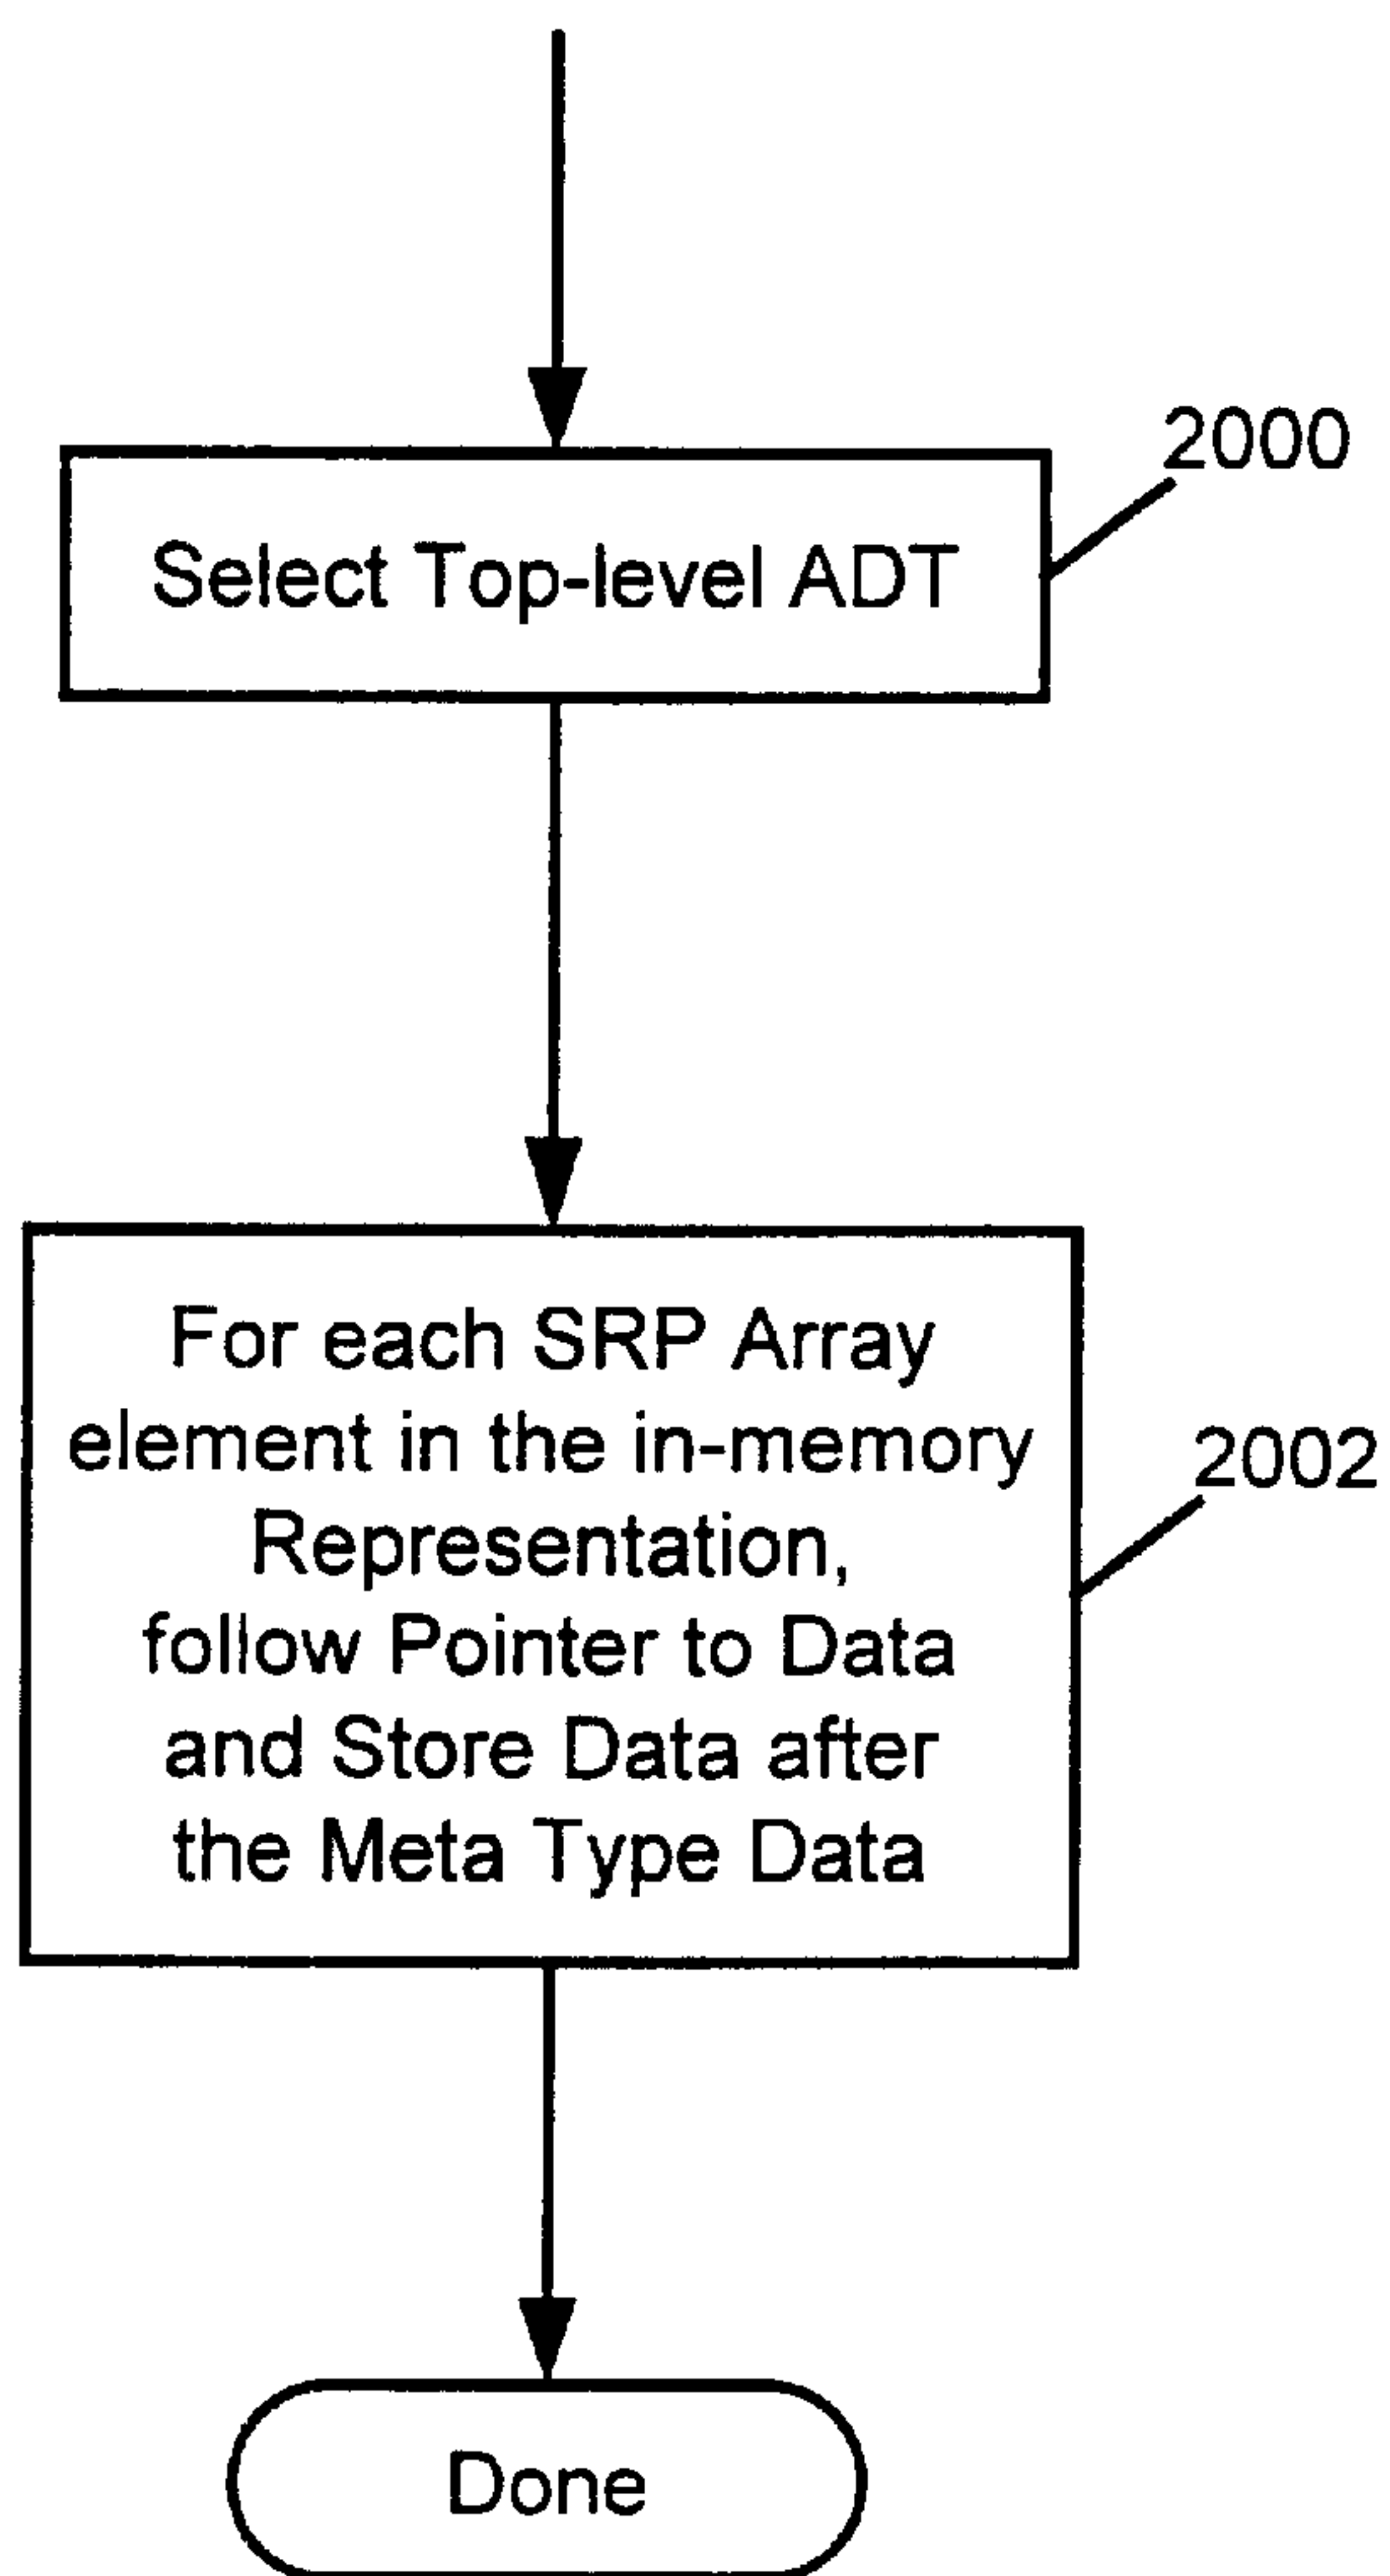 2000
Select Top-level ADT
For each SRP Array
element in the in-memory
Representation,
follow Pointer to Data
and Store Data after
the Meta Type Data
2002
Done